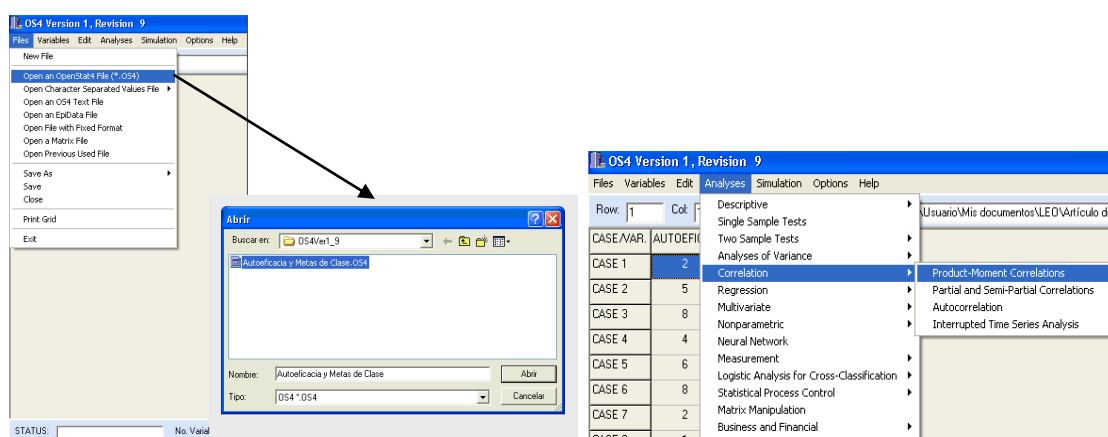 OS4 Version 1, Revision 9
Files Variables Edit Analyses Simulation Options Help
New File
Open an OpenStat4 File (*.OS4)
Open Character Separated Values File
Open an OS4 Text File
Open an EpiData File
Open File with Fixed Format
Open a Matrix File
Open Previous Used File
Save As
Save
Close
Print Grid
Exit
STATUS: No. Varial
Abrir
Buscar en: OS4Ver1_9
Autoeficacia y Metas de Clase.OS4
Nombre: Autoeficacia y Metas de Clase Abrir
Tipo: OS4 *.OS4 Cancelar
OS4 Version 1, Revision 9
Files Variables Edit Analyses Simulation Options Help
Row: 1 Col:
\Usuario\Mis documentos\LEO\Artículo d
CASE/VAR. AUTOEFIC
CASE 1 2
CASE 2 5
CASE 3 8
CASE 4 4
CASE 5 6
CASE 6 8
CASE 7 2
Descriptive
Single Sample Tests
Two Sample Tests
Analyses of Variance
Correlation
Regression
Multivariate
Nonparametric
Neural Network
Measurement
Logistic Analysis for Cross-Classification
Statistical Process Control
Matrix Manipulation
Business and Financial
Product-Moment Correlations
Partial and Semi-Partial Correlations
Autocorrelation
Interrupted Time Series Analysis